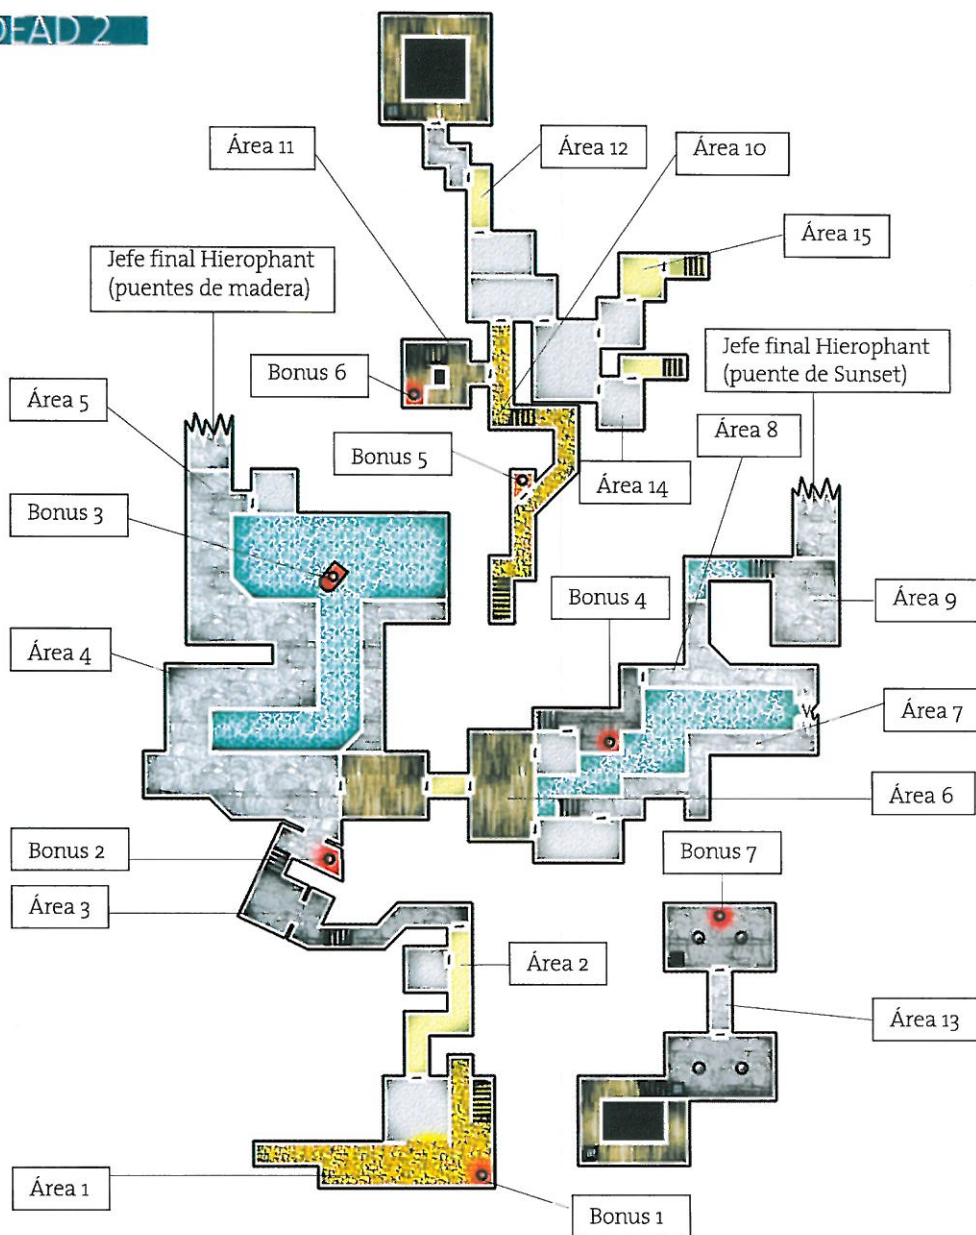 DEAD 2
Área 11
Área 12
Área 10
Área 15
Jefe final Hierophant
(puentes de madera)
Bonus 6
Jefe final Hierophant
(puente de Sunset)
Área 5
Bonus 5
Área 14
Área 8
Bonus 3
Bonus 4
Área 9
Área 4
Área 7
Área 6
Bonus 2
Bonus 7
Área 3
Área 2
Área 13
Área 1
Bonus 1